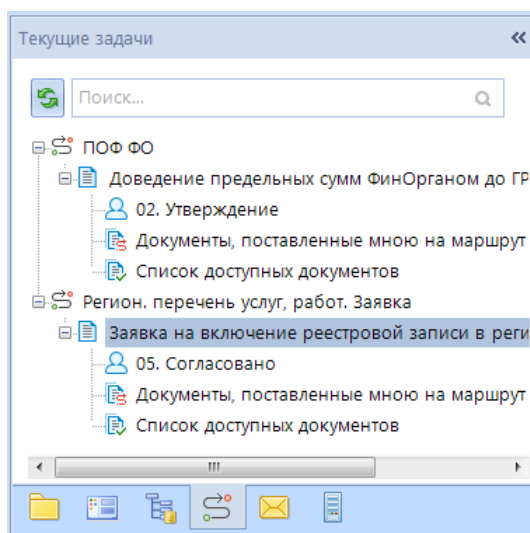 Текущие задачи
Поиск...
ПОФ ФО
Доведение предельных сумм ФинОрганом до ГР
02. Утверждение
Документы, поставленные мною на маршрут
Список доступных документов
Регион. перечень услуг, работ. Заявка
Заявка на включение реестровой записи в реги
05. Согласовано
Документы, поставленные мною на маршрут
Список доступных документов